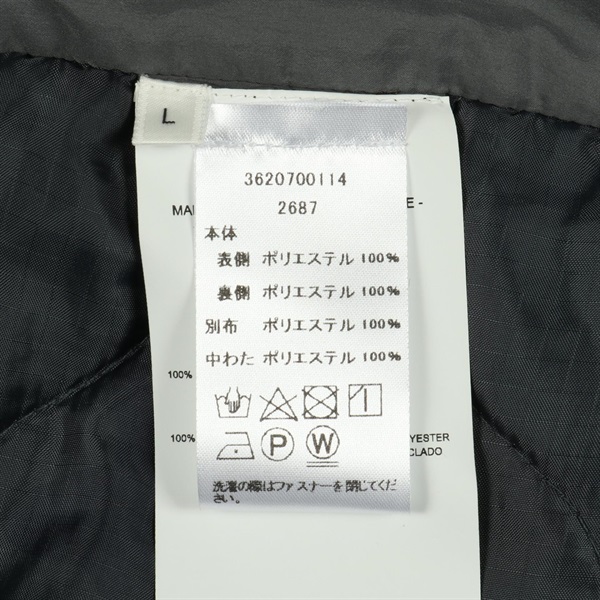 L
3620700114
2687
MA
E -
本体
表側 ポリエステル 100%
裏側 ポリエステル 100%
別布 ポリエステル 100%
中わた ポリエステル 100%
100%
P
W
100%
YESTER
CLADO
洗濯の際はファスナーを閉じてくだ
さい。